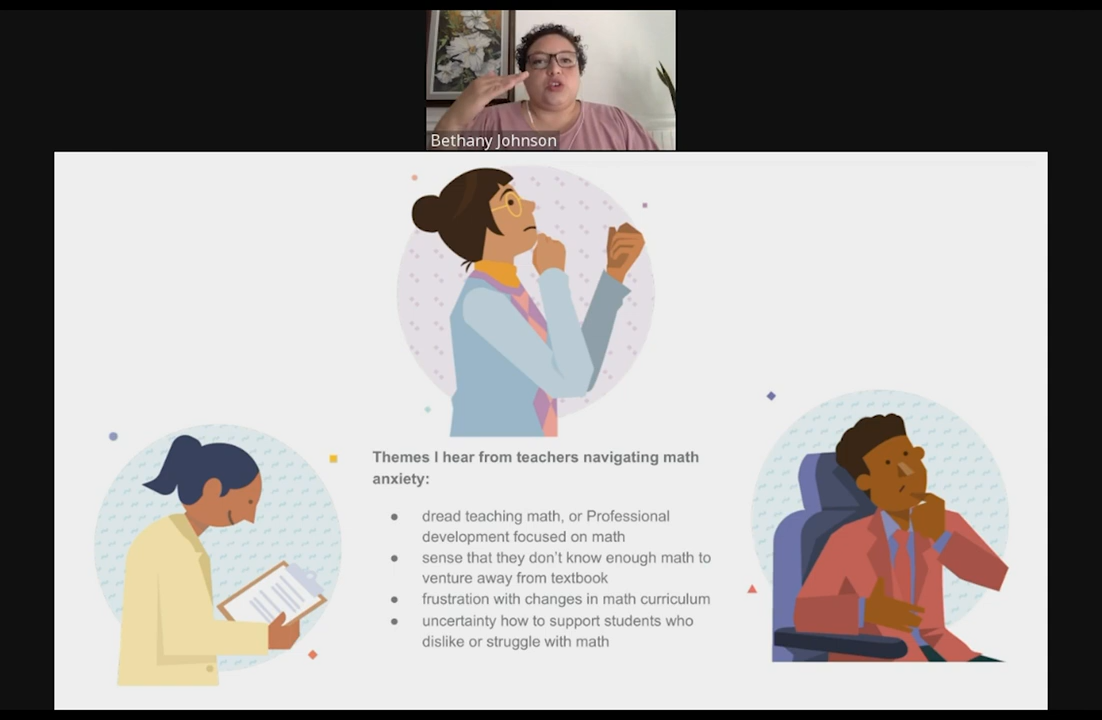 Bethany Johnson
Themes I hear from teachers navigating math
anxiety:
● dread teaching math, or Professional
development focused on math
● sense that they don't know enough math to
venture away from textbook
● frustration with changes in math curriculum
● uncertainty how to support students who
dislike or struggle with math